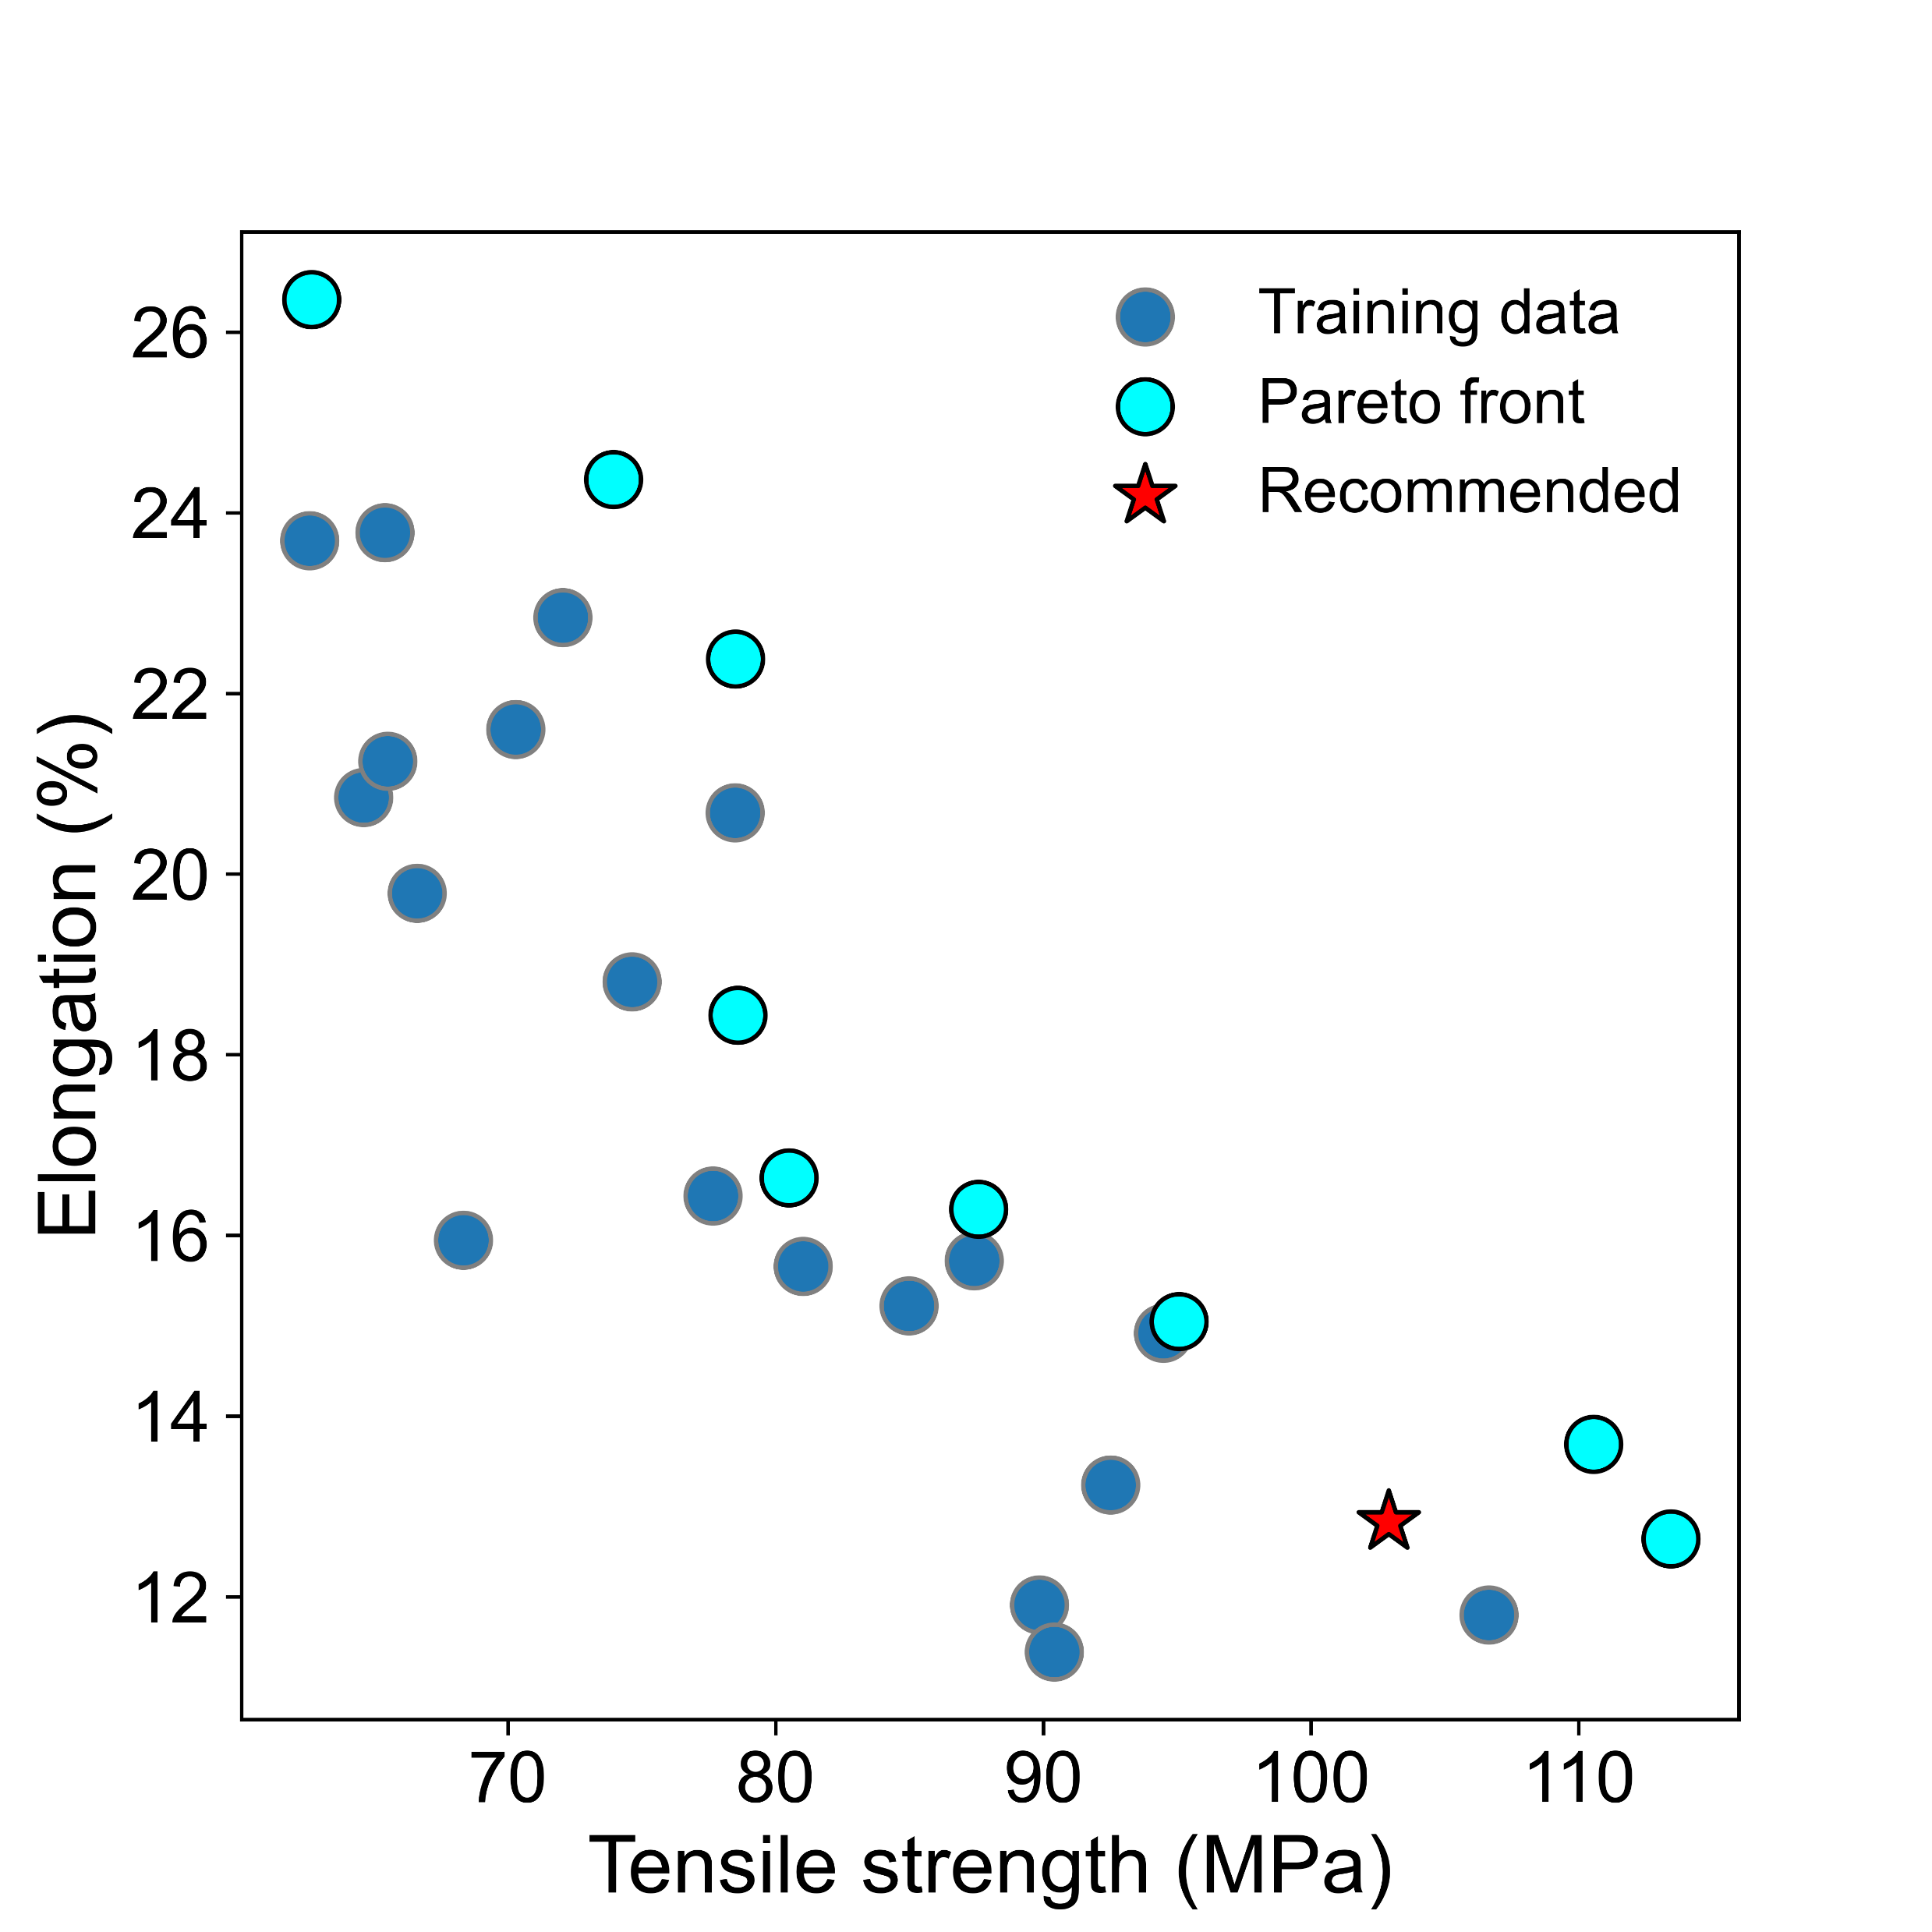 Training data
Pareto front
Recommended
Elongation (%)
26
24
22
20
18
16
14
12
70 80 90 100 110
Tensile strength (MPa)